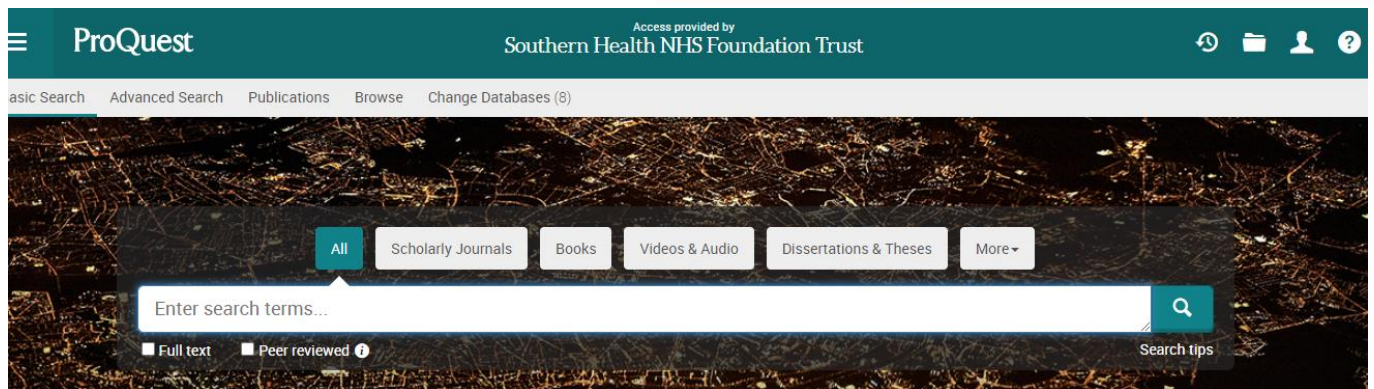 ProQuest
Access provided by
Southern Health NHS Foundation Trust
?
asic Search Advanced Search Publications Browse Change Databases (8)
All Scholarly Journals Books Videos & Audio Dissertations & Theses More
Enter search terms...
Full text Peer reviewed i Search tips